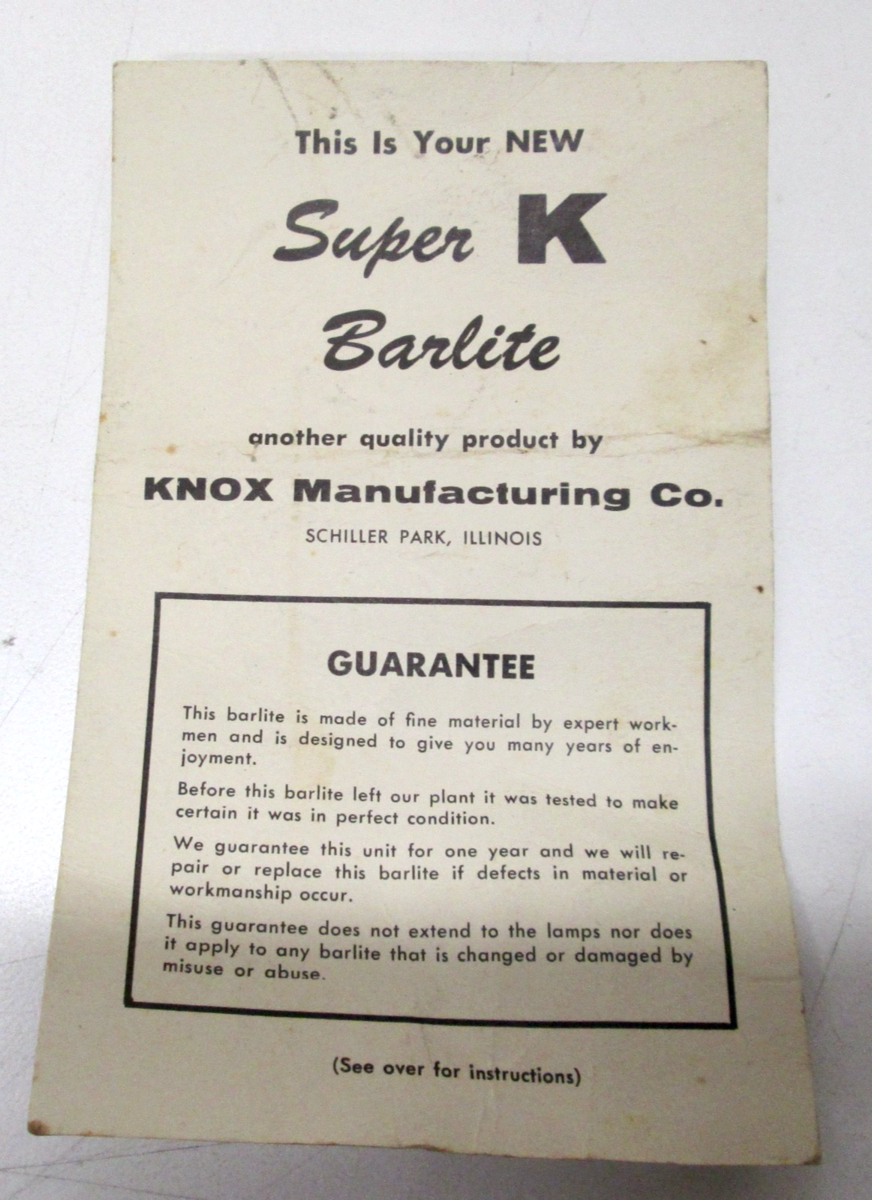 This Is Your NEW
Super K
Barlite
another quality product by
KNOX Manufacturing Co.
SCHILLER PARK, ILLINOIS
GUARANTEE
This barlite is made of fine material by expert work-
men and is designed to give you many years of en-
joyment.
Before this barlite left our plant it was tested to make
certain it was in perfect condition.
We guarantee this unit for one year and we will re-
pair or replace this barlite if defects in material or
workmanship occur.
This guarantee does not extend to the lamps nor does
it apply to any barlite that is changed or damaged by
misuse or abuse.
(See over for instructions)